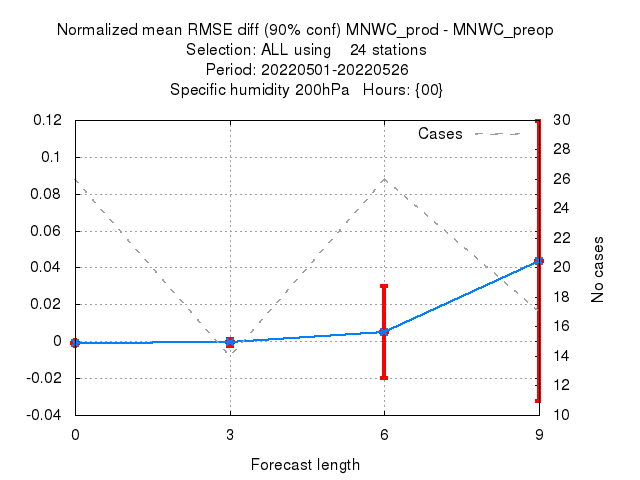 Normalized mean RMSE diff (90% conf) MNWC_prod - MNWC_preop
Selection: ALL using    24 stations
Period: 20220501-20220526
Specific humidity 200hPa   Hours: {00}
Cases
0.12
0.1
0.08
0.06
0.04
0.02
0
-0.02
-0.04
30
28
26
24
22
20
18
16
14
12
10
No cases
0 3 6 9
Forecast length